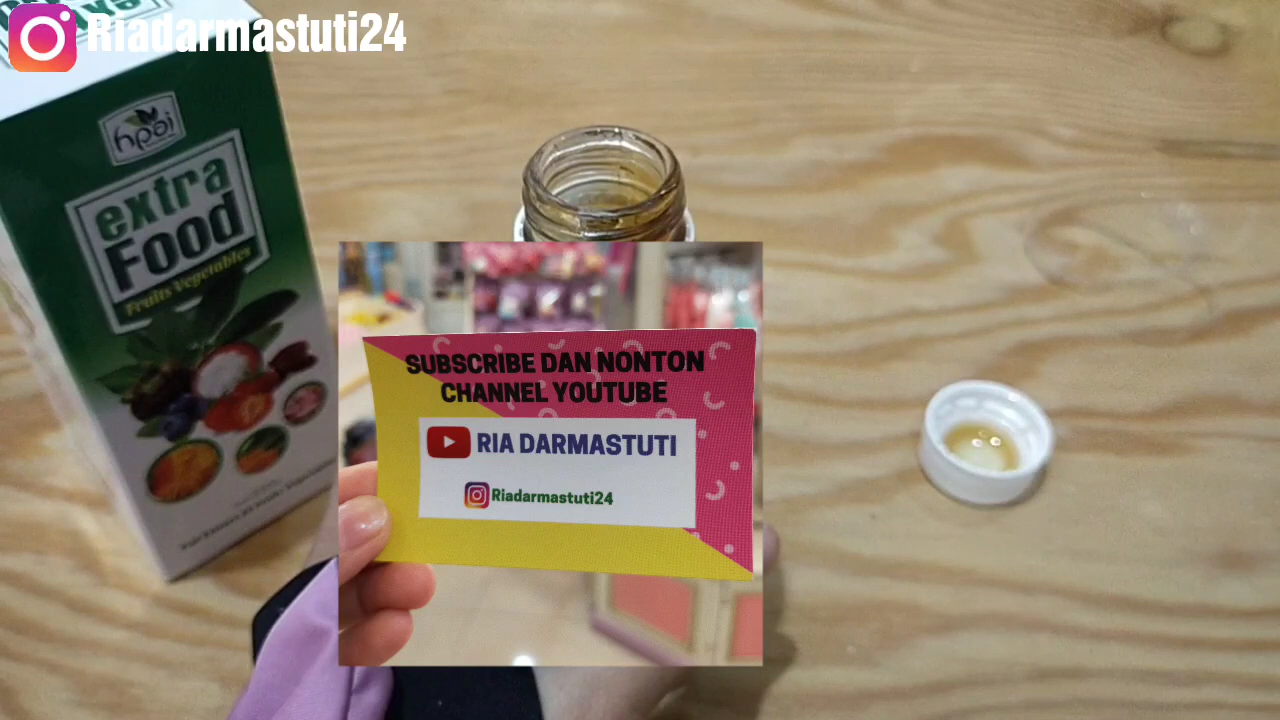 Riadarmastuti24
hpai
extra
Food
Fruits Vegetables
SUBSCRIBE DAN NONTON
CHANNEL YOUTUBE
RIA DARMASTUTI
Riadarmastuti24